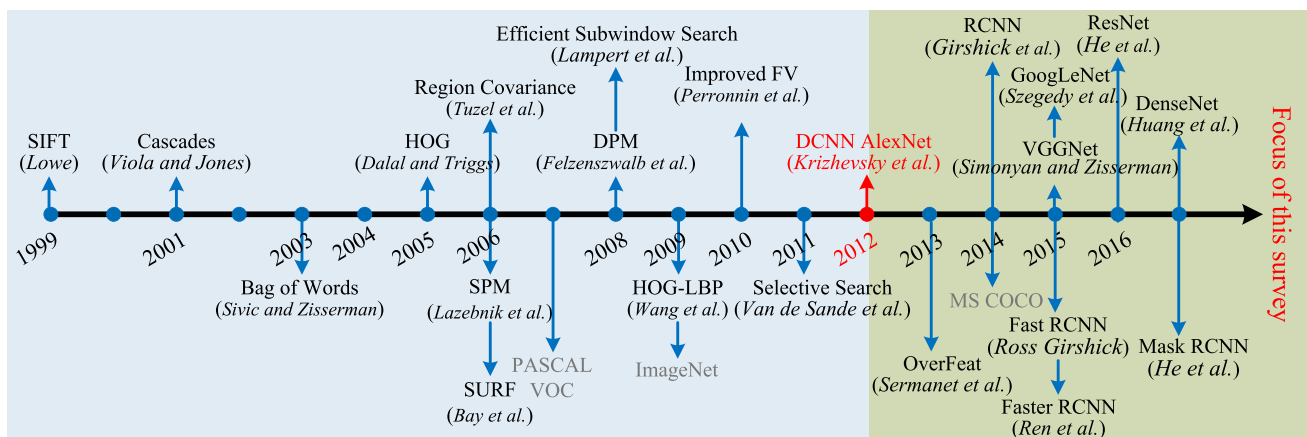 RCNN
(Girshick et al.)
ResNet
(He et al.)
Efficient Subwindow Search
(Lampert et al.)
Improved FV
(Perronnin et al.)
GoogLeNet
(Szegedy et al.)
Region Covariance
(Tuzel et al.)
DenseNet
(Huang et al.)
SIFT
(Lowe)
Cascades
(Viola and Jones)
HOG
(Dalal and Triggs)
DPM
(Felzenszwalb et al.)
DCNN AlexNet
(Krizhevsky et al.)
VGGNet
(Simonyan and Zisserman)
Focus of this survey
1999
2001
2003
2004
2005
2006
2008
2009
2010
2011
2012
2013
2014
2015
2016
Bag of Words
(Sivic and Zisserman)
SPM
(Lazebnik et al.)
HOG-LBP
(Wang et al.)
Selective Search
(Van de Sande et al.)
MS COCO
Fast RCNN
(Ross Girshick)
Mask RCNN
(He et al.)
PASCAL
VOC
ImageNet
OverFeat
(Sermanet et al.)
SURF
(Bay et al.)
Faster RCNN
(Ren et al.)